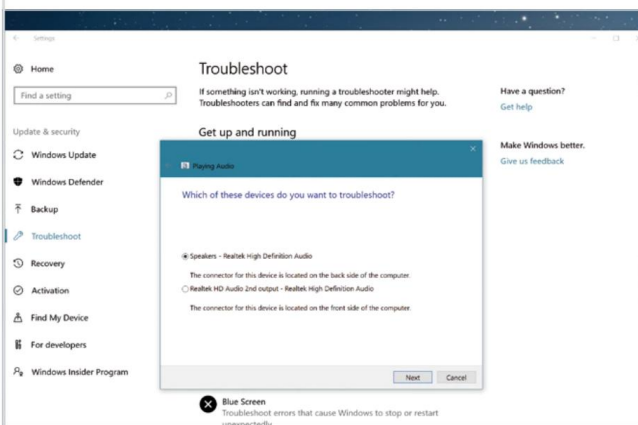 Settings
Home
Find a setting
Update & security
Windows Update
Windows Defender
Backup
Troubleshoot
Recovery
Activation
Find My Device
For developers
Windows Insider Program
Troubleshoot
If something isn't working, running a troubleshooter might help.
Troubleshooters can find and fix many common problems for you.
Get up and running
Playing Audio
Which of these devices do you want to troubleshoot?
Speakers - Realtek High Definition Audio
The connector for this device is located on the back side of the computer.
Realtek HD Audio 2nd output - Realtek High Definition Audio
The connector for this device is located on the front side of the computer.
Next Cancel
Blue Screen
Troubleshoot errors that cause Windows to stop or restart
unexpectedly
Have a question?
Get help
Make Windows better.
Give us feedback